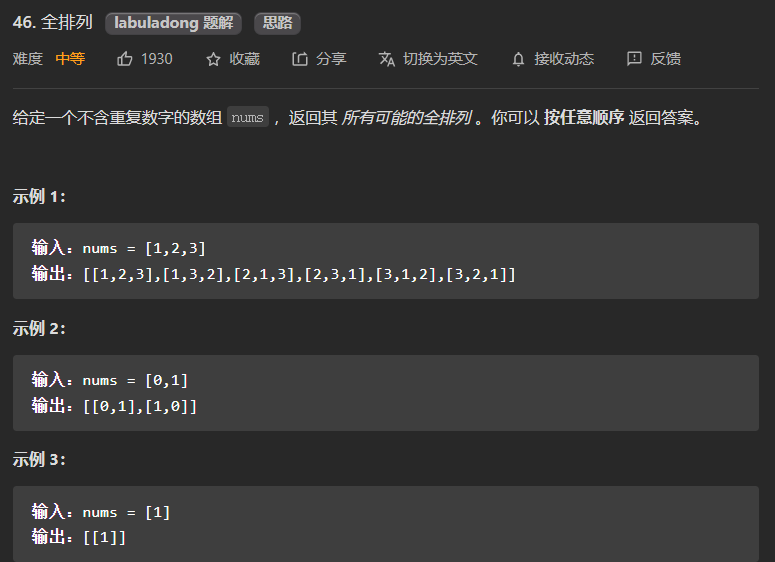 46. 全排列 labuladong 题解 思路
难度 中等 1930 收藏 分享 切换为英文 接收动态 反馈
给定一个不含重复数字的数组 nums ，返回其 所有可能的全排列 。你可以 按任意顺序 返回答案。
示例 1：
输入：nums = [1,2,3]
输出：[[1,2,3],[1,3,2],[2,1,3],[2,3,1],[3,1,2],[3,2,1]]
示例 2：
输入：nums = [0,1]
输出：[[0,1],[1,0]]
示例 3：
输入：nums = [1]
输出：[[1]]